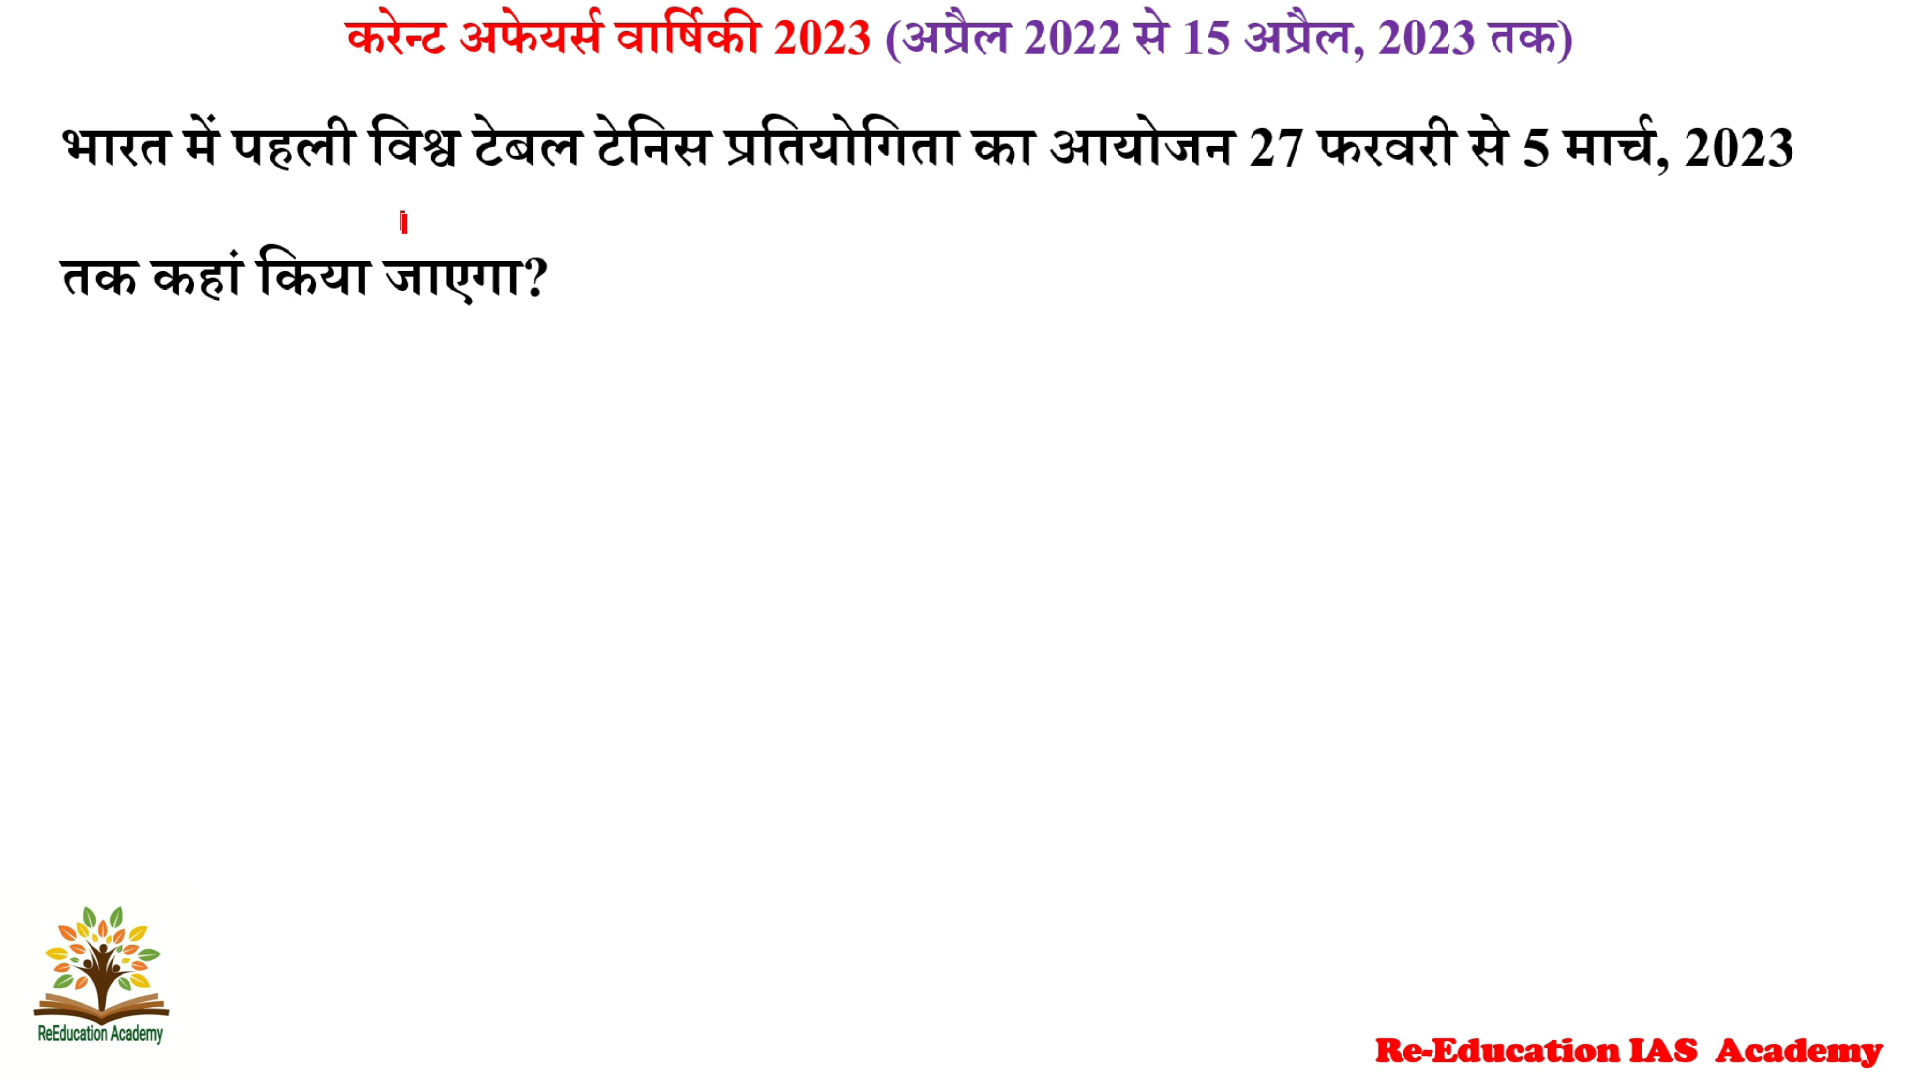 करेन्ट अफेयर्स वार्षिकी 2023 (अप्रैल 2022 से 15 अप्रैल, 2023 तक)
भारत में पहली विश्व टेबल टेनिस प्रतियोगिता का आयोजन 27 फरवरी से 5 मार्च, 2023
तक कहां किया जाएगा?
ReEducation Academy
Re-Education IAS Academy